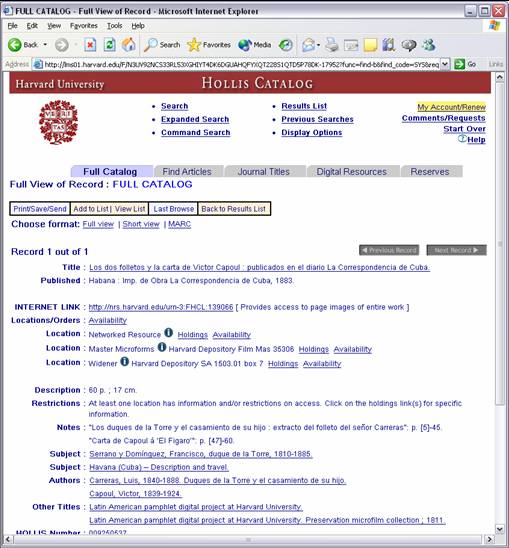 FULL CATALOG - Full View of Record - Microsoft Internet Explorer
File Edit View Favorites Tools Help
Back Search Favorites Media
Address http://lms01.harvard.edu/F/N3UY92NCS33RL53XGHIYT4DK6DGUAHQFYXQT228S1QTD5P78DK-17952?func=find-b&find_code=SYS&req Go Links
Harvard University HOLLIS CATALOG
VE RI TAS
• Search • Results List My Account/Renew
• Expanded Search • Previous Searches Comments/Requests
• Command Search • Display Options Start Over
Help
Full Catalog Find Articles Journal Titles Digital Resources Reserves
Full View of Record : FULL CATALOG
Print/Save/Send Add to List | View List Last Browse Back to Results List
Choose format: Full view | Short view | MARC
Record 1 out of 1 Previous Record Next Record
Title : Los dos folletos y la carta de Victor Capoul : publicados en el diario La Correspondencia de Cuba.
Published : Habana : Imp. de Obra La Correspondencia de Cuba, 1883.
INTERNET LINK : http://nrs.harvard.edu/urn-3:FHCL:139066 [ Provides access to page images of entire work ]
Locations/Orders : Availability
Location : Networked Resource Holdings Availability
Location : Master Microforms Harvard Depository Film Mas 35306 Holdings Availability
Location : Widener Harvard Depository SA 1503.01 box 7 Holdings Availability
Description : 60 p. ; 17 cm.
Restrictions : At least one location has information and/or restrictions on access. Click on the holdings link(s) for specific
information.
Notes : "Los duques de la Torre y el casamiento de su hijo : extracto del folleto del señor Carreras": p. [5]-45.
"Carta de Capoul á 'El Figaro'": p. [47]-60.
Subject : Serrano y Domínguez, Francisco, duque de la Torre, 1810-1885.
Subject : Havana (Cuba) -- Description and travel.
Authors : Carreras, Luis, 1840-1888. Duques de la Torre y el casamiento de su hijo.
Capoul, Victor, 1839-1924.
Other Titles : Latin American pamphlet digital project at Harvard University.
Latin American pamphlet digital project at Harvard University. Preservation microfilm collection ; 1811.
HOLLIS Number : 009250537